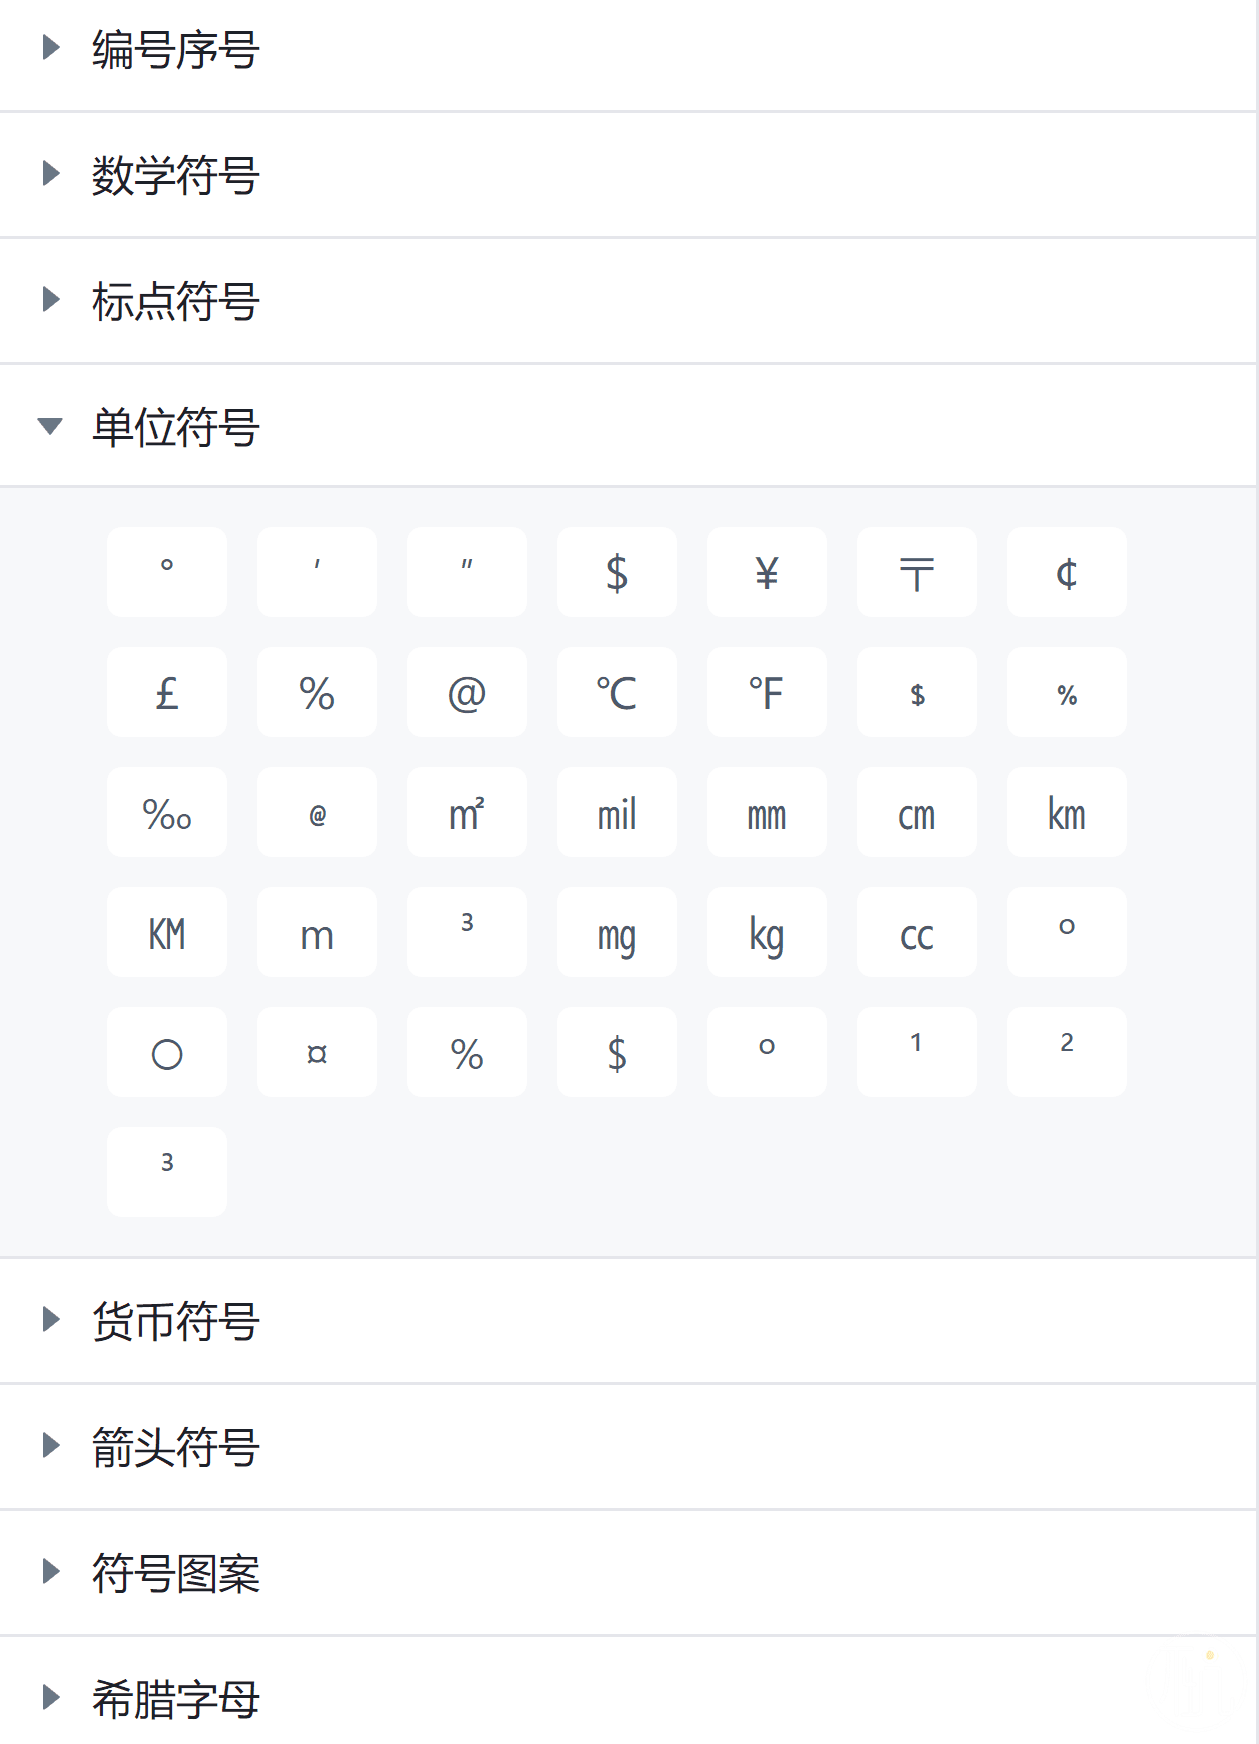 编号序号
数学符号
标点符号
单位符号
° ′ ″ $ ¥ 〒 ¢
£ % @ ℃ ℉ ﹩ ﹪
‰ ﹫ ㎡ ㏕ ㎜ ㎝ ㎞
㏎ m ³ ㎎ ㎏ ㏄ º
○ ¤ % $ º ¹ ²
³
货币符号
箭头符号
符号图案
希腊字母